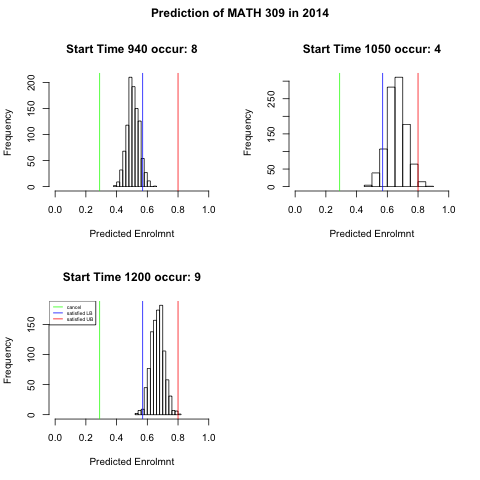 Prediction of MATH 309 in 2014
Start Time 940 occur: 8
Frequency
0 50 100 150 200
0.0 0.2 0.4 0.6 0.8 1.0
Predicted Enrolmnt
Start Time 1050 occur: 4
Frequency
0 50 150 250
0.0 0.2 0.4 0.6 0.8 1.0
Predicted Enrolmnt
Start Time 1200 occur: 9
cancel
satisfied LB
satisfied UB
Frequency
0 50 100 150
0.0 0.2 0.4 0.6 0.8 1.0
Predicted Enrolmnt